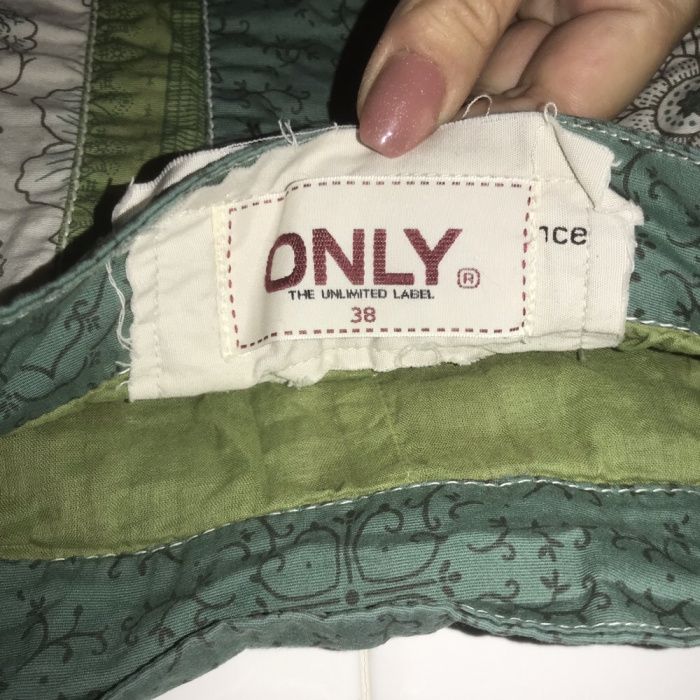 ONLY ®
THE UNLIMITED LABEL
38
nce